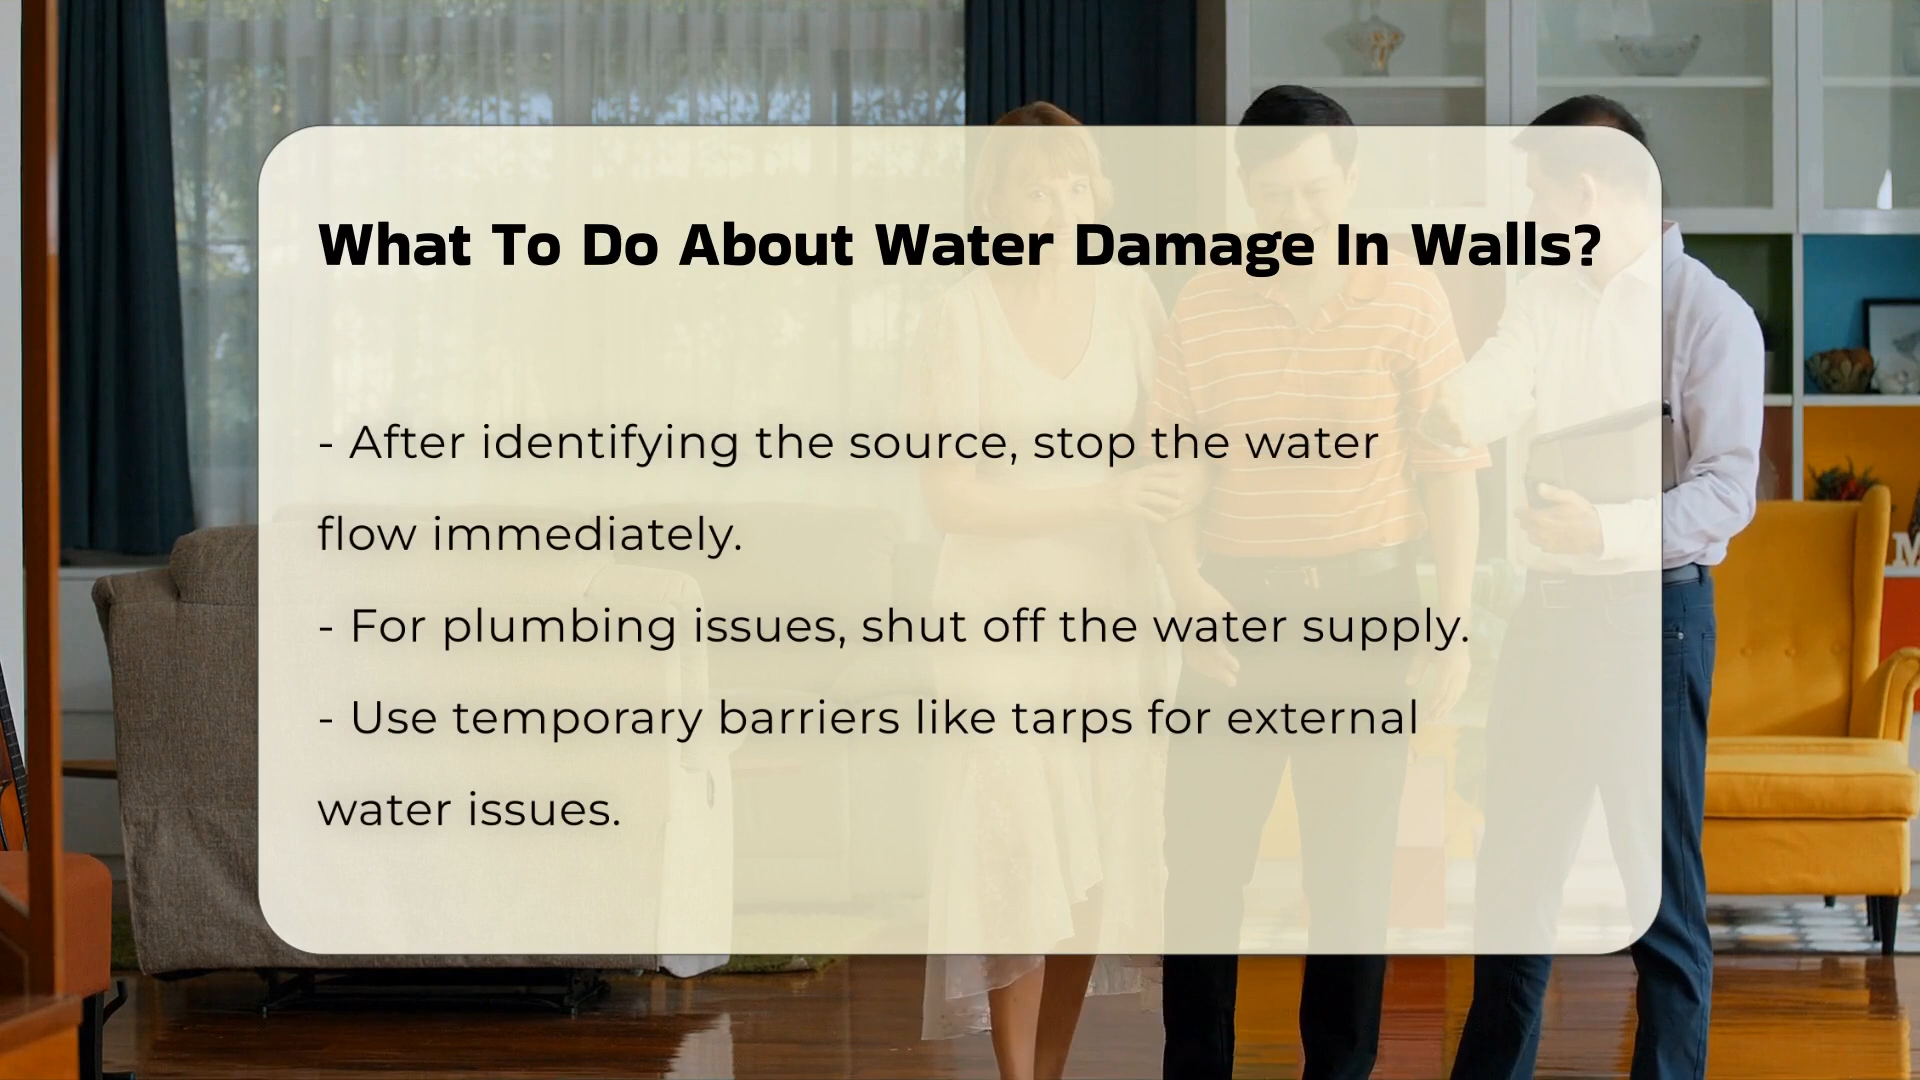 What To Do About Water Damage In Walls?
- After identifying the source, stop the water
flow immediately.
- For plumbing issues, shut off the water supply.
- Use temporary barriers like tarps for external
water issues.
M